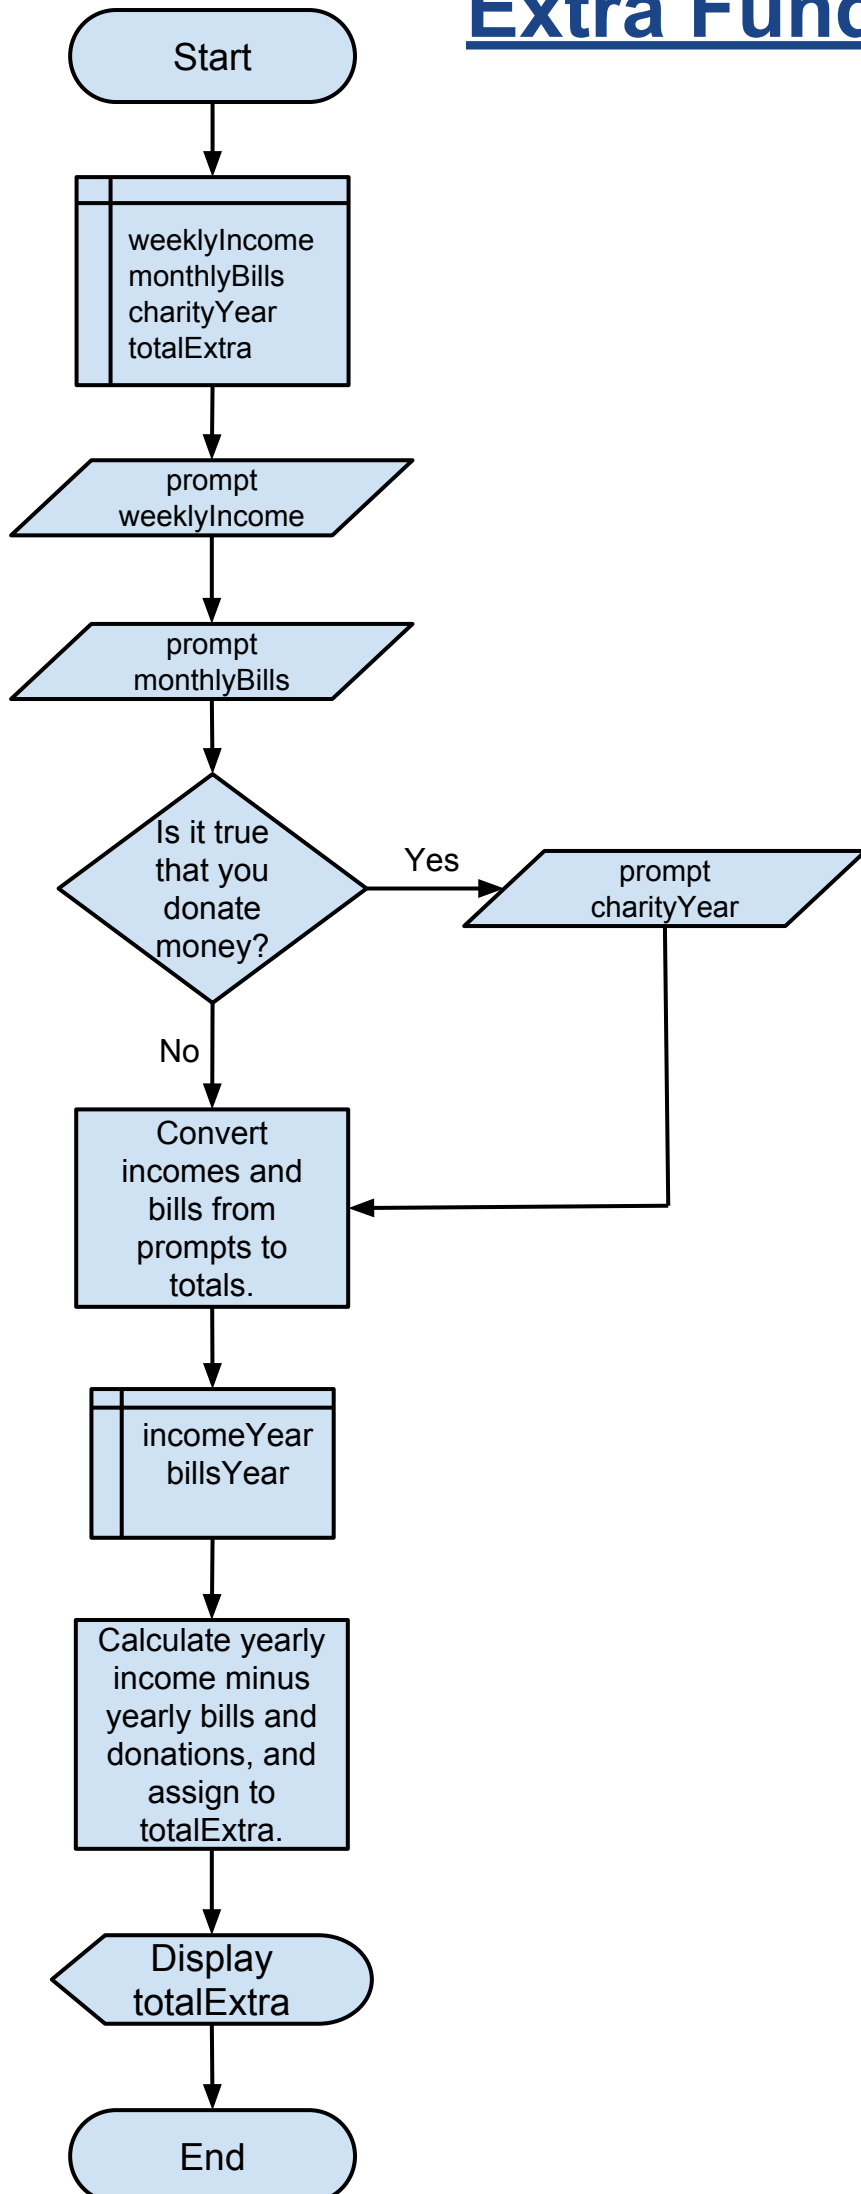 Extra Fund
Start
weeklyIncome
monthlyBills
charityYear
totalExtra
prompt
weeklyIncome
prompt
monthlyBills
Is it true
that you
donate
money?
Yes
prompt
charityYear
No
Convert
incomes and
bills from
prompts to
totals.
incomeYear
billsYear
Calculate yearly
income minus
yearly bills and
donations, and
assign to
totalExtra.
Display
totalExtra
End